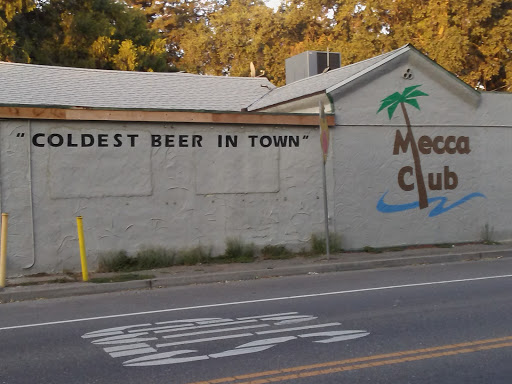 "COLDEST BEER IN TOWN"
Mecca
Club